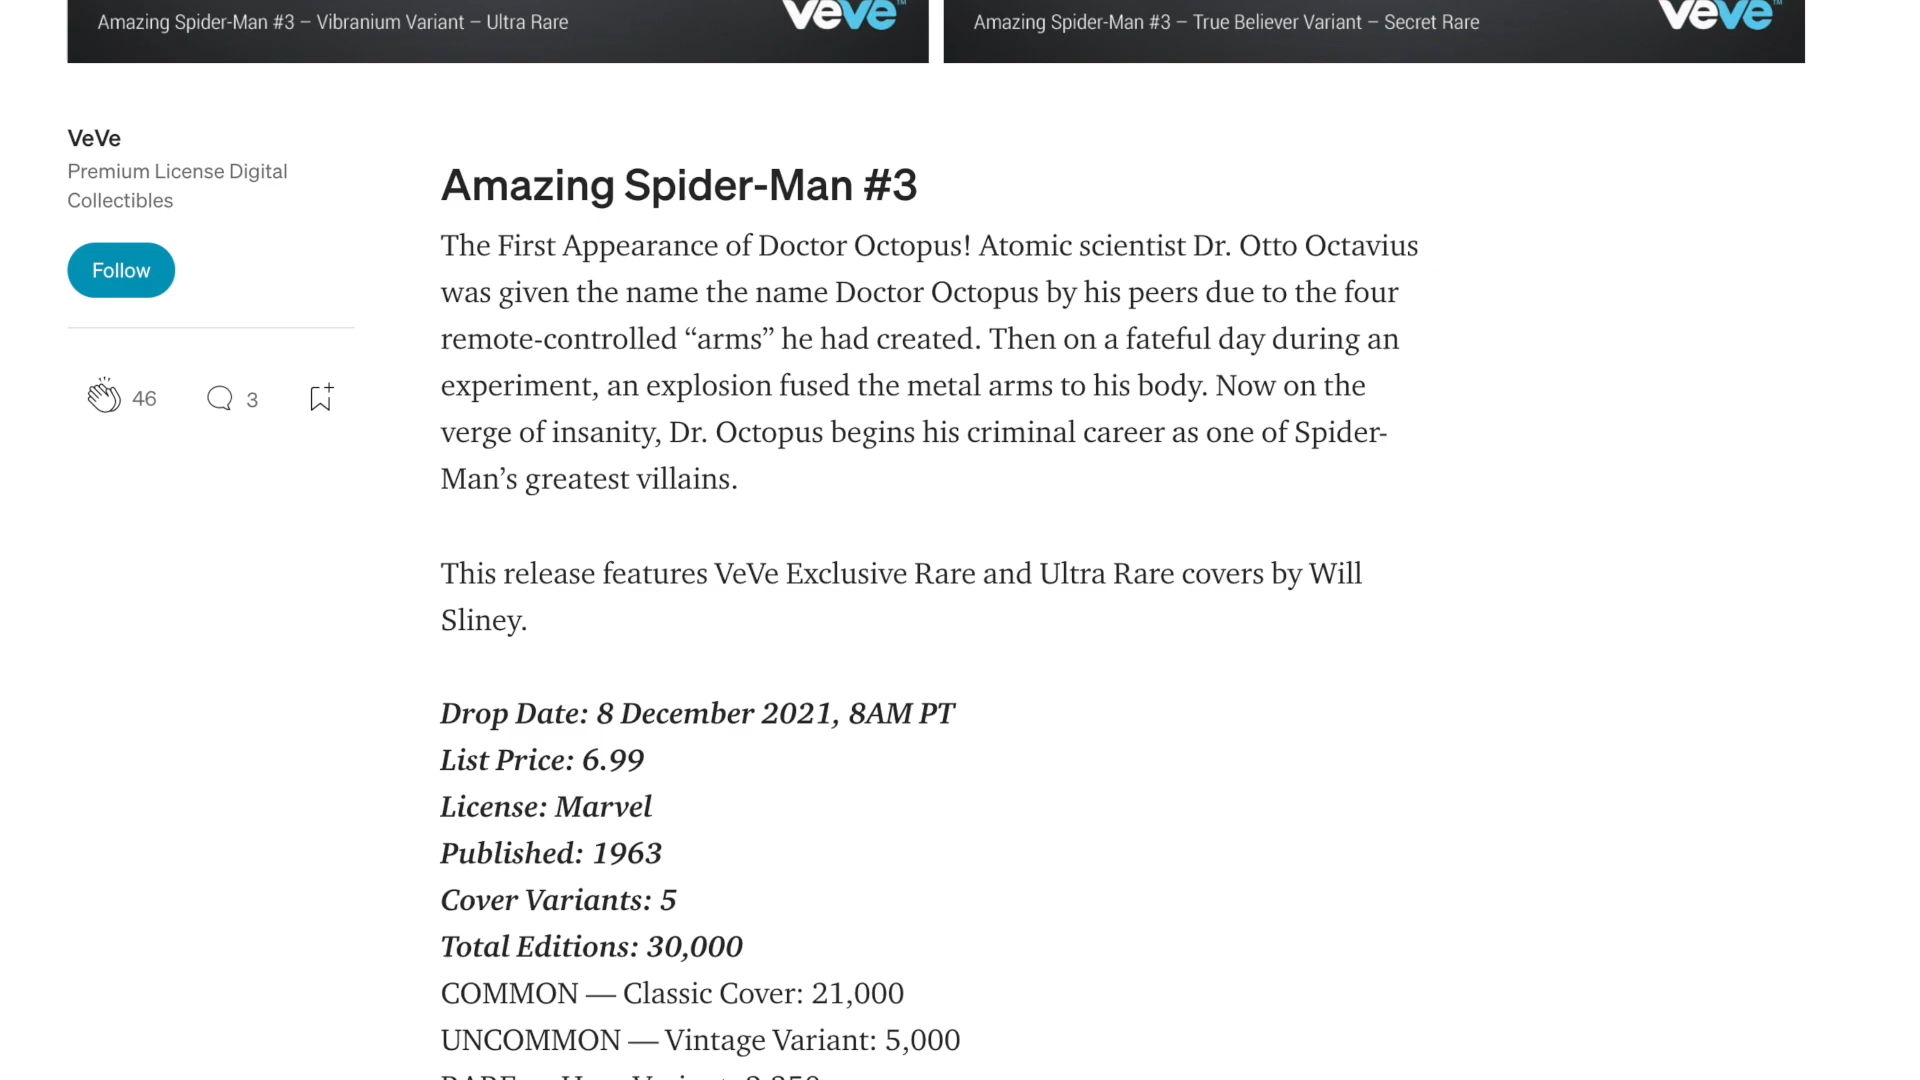 Amazing Spider-Man #3 – Vibranium Variant – Ultra Rare
veve™
Amazing Spider-Man #3 – True Believer Variant – Secret Rare
veve™
VeVe
Premium License Digital
Collectibles
Follow
46
3
Amazing Spider-Man #3
The First Appearance of Doctor Octopus! Atomic scientist Dr. Otto Octavius
was given the name the name Doctor Octopus by his peers due to the four
remote-controlled “arms” he had created. Then on a fateful day during an
experiment, an explosion fused the metal arms to his body. Now on the
verge of insanity, Dr. Octopus begins his criminal career as one of Spider-
Man’s greatest villains.
This release features VeVe Exclusive Rare and Ultra Rare covers by Will
Sliney.
Drop Date: 8 December 2021, 8AM PT
List Price: 6.99
License: Marvel
Published: 1963
Cover Variants: 5
Total Editions: 30,000
COMMON — Classic Cover: 21,000
UNCOMMON — Vintage Variant: 5,000